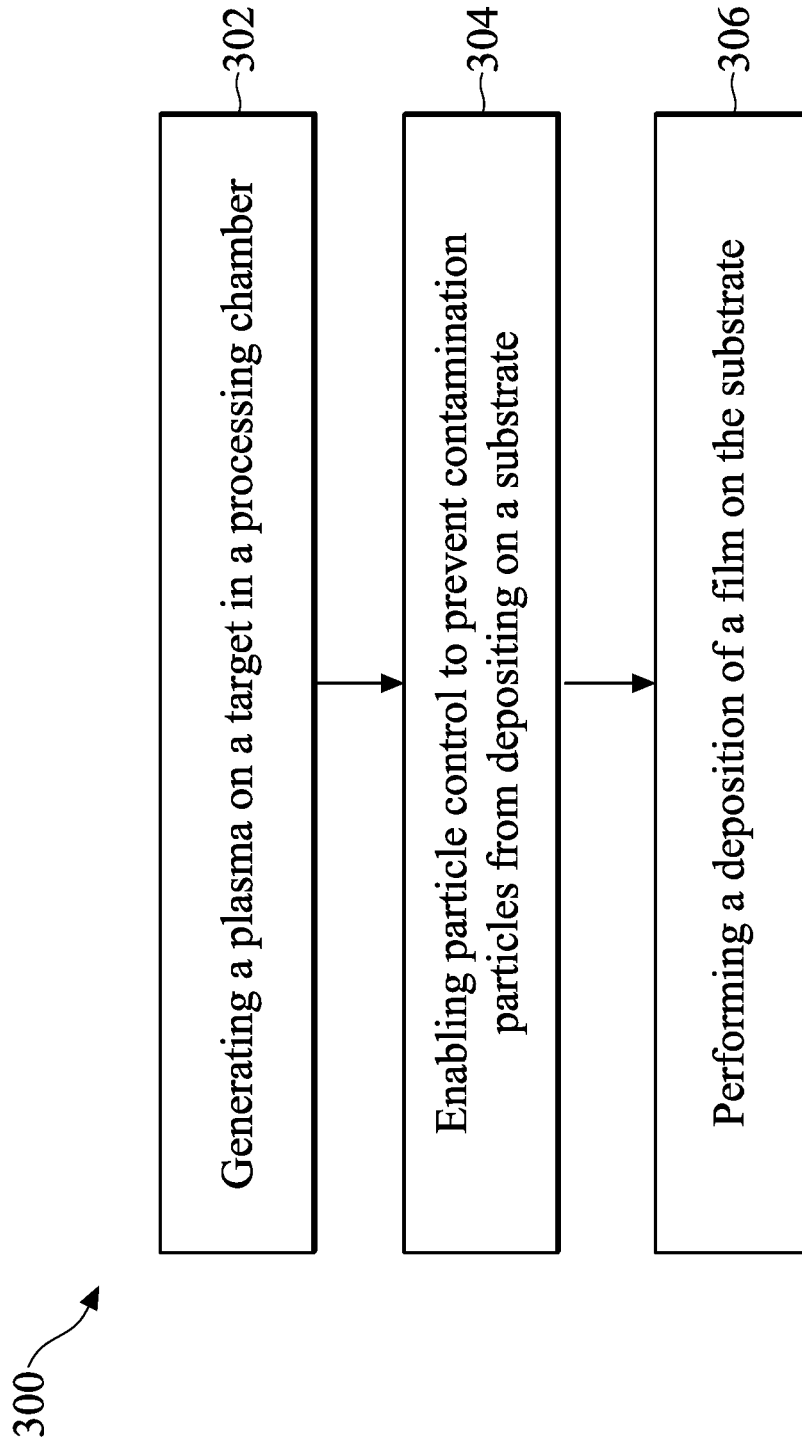 300
Generating a plasma on a target in a processing chamber
302
Enabling particle control to prevent contamination
particles from depositing on a substrate
304
Performing a deposition of a film on the substrate
306